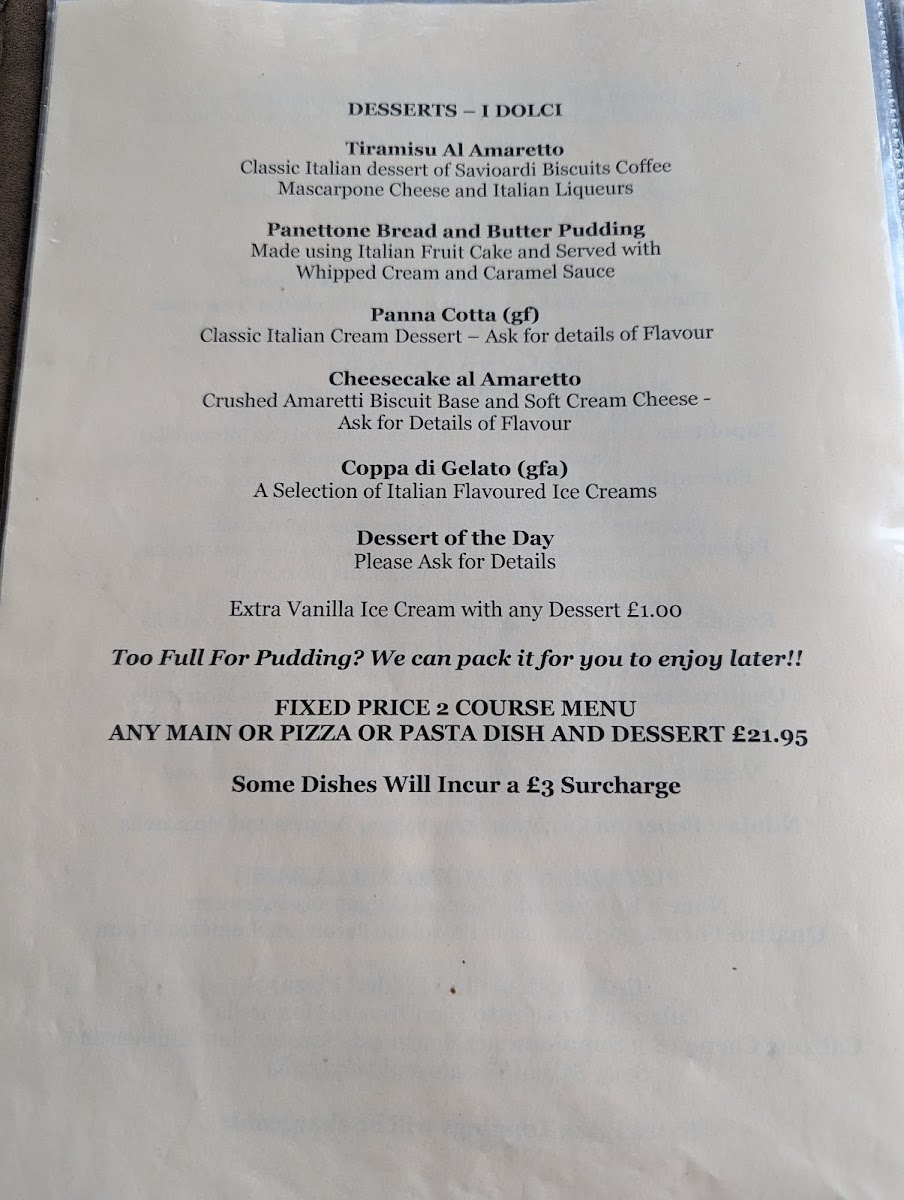 DESSERTS – I DOLCI
Tiramisu Al Amaretto
Classic Italian dessert of Savioardi Biscuits Coffee
Mascarpone Cheese and Italian Liqueurs
Panettone Bread and Butter Pudding
Made using Italian Fruit Cake and Served with
Whipped Cream and Caramel Sauce
Panna Cotta (gf)
Classic Italian Cream Dessert – Ask for details of Flavour
Cheesecake al Amaretto
Crushed Amaretti Biscuit Base and Soft Cream Cheese -
Ask for Details of Flavour
Coppa di Gelato (gfa)
A Selection of Italian Flavoured Ice Creams
Dessert of the Day
Please Ask for Details
Extra Vanilla Ice Cream with any Dessert £1.00
Too Full For Pudding? We can pack it for you to enjoy later!!
FIXED PRICE 2 COURSE MENU
ANY MAIN OR PIZZA OR PASTA DISH AND DESSERT £21.95
Some Dishes Will Incur a £3 Surcharge